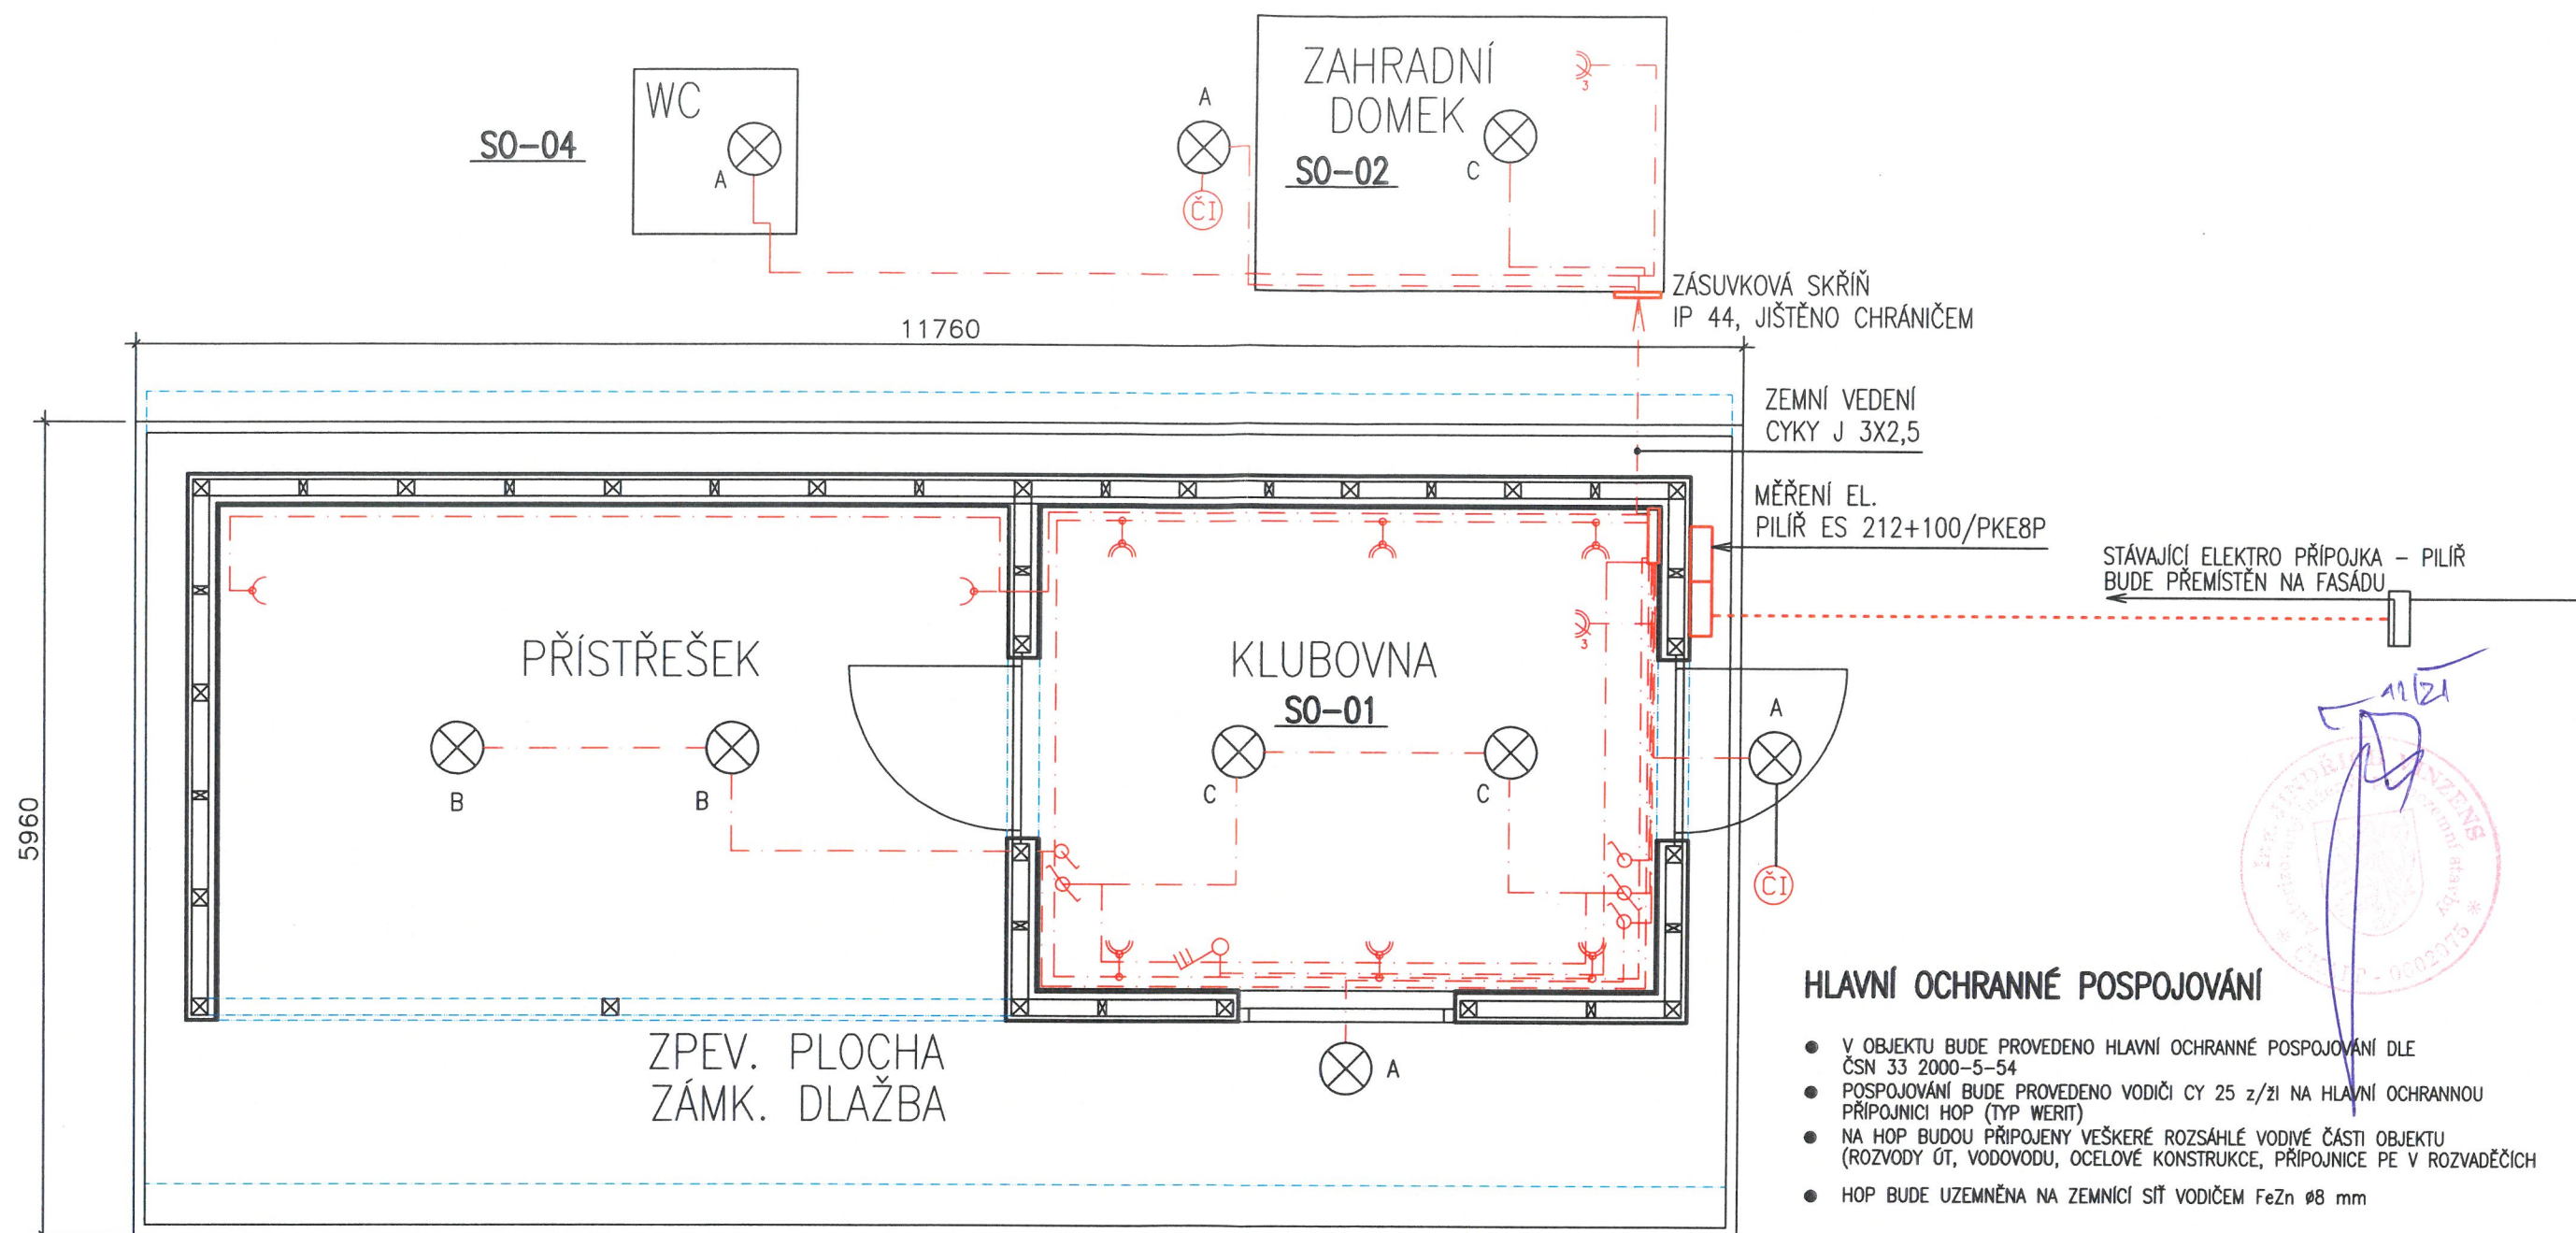 WC
A
SO-04
A
ČI
ZAHRADNÍ
DOMEK
SO-02
C
3
ZÁSUVKOVÁ SKŘÍŇ
IP 44, JIŠTĚNO CHRÁNIČEM
11760
ZEMNÍ VEDENÍ
CYKY J 3X2,5
MĚŘENÍ EL.
PILÍŘ ES 212+100/PKE8P
STÁVAJÍCÍ ELEKTRO PŘÍPOJKA – PILÍŘ
BUDE PŘEMÍSTĚN NA FASÁDU
5960
PŘÍSTŘEŠEK
B
B
KLUBOVNA
SO-01
3
C
C
A
ČI
A
ZPEV. PLOCHA
ZÁMK. DLAŽBA
11/21
HLAVNÍ OCHRANNÉ POSPOJOVÁNÍ
● V OBJEKTU BUDE PROVEDENO HLAVNÍ OCHRANNÉ POSPOJOVÁNÍ DLE
ČSN 33 2000-5-54
● POSPOJOVÁNÍ BUDE PROVEDENO VODIČI CY 25 z/žl NA HLAVNÍ OCHRANNOU
PŘÍPOJNICI HOP (TYP WERIT)
● NA HOP BUDOU PŘIPOJENY VEŠKERÉ ROZSÁHLÉ VODIVÉ ČÁSTI OBJEKTU
(ROZVODY ÚT, VODOVODU, OCELOVÉ KONSTRUKCE, PŘÍPOJNICE PE V ROZVADĚČÍCH
● HOP BUDE UZEMNĚNA NA ZEMNÍCÍ SÍŤ VODIČEM FeZn ø8 mm